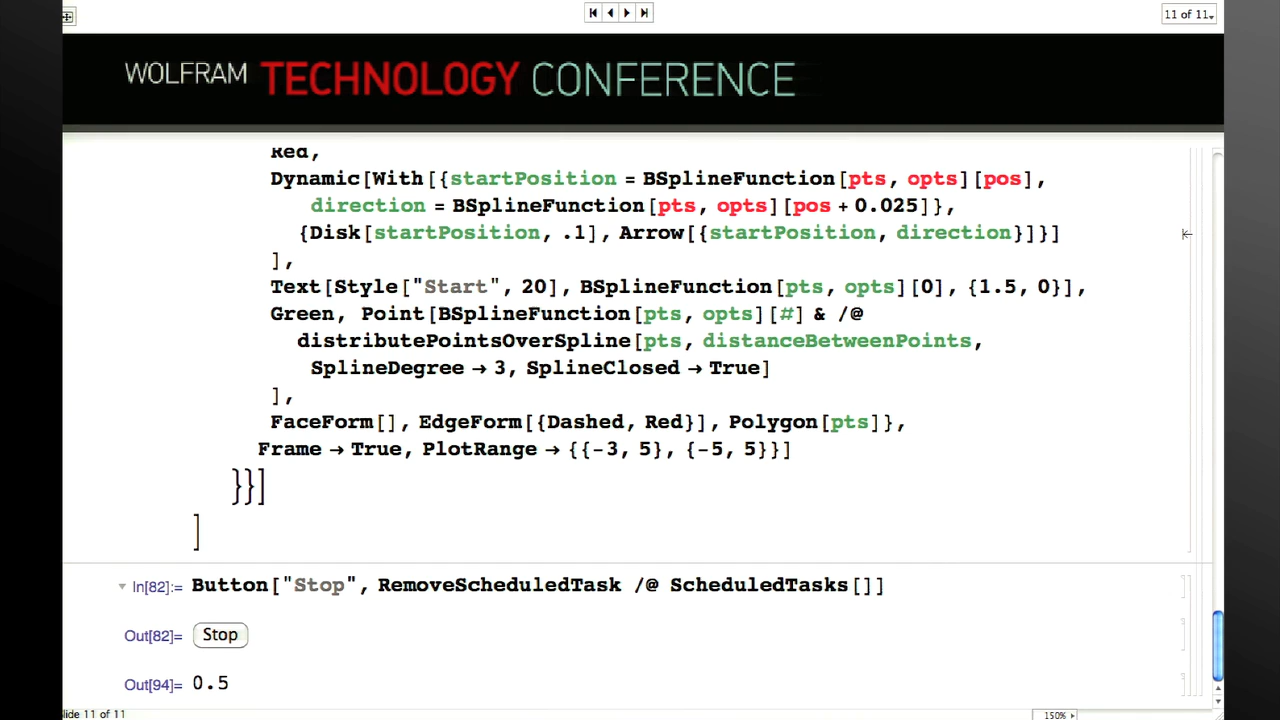 11 of 11
WOLFRAM TECHNOLOGY CONFERENCE
Red,
Dynamic[With[{startPosition = BSplineFunction[pts, opts][pos],
direction = BSplineFunction[pts, opts][pos + 0.025]},
{Disk[startPosition, .1], Arrow[{startPosition, direction}]}]
],
Text[Style["Start", 20], BSplineFunction[pts, opts][0], {1.5, 0}],
Green, Point[BSplineFunction[pts, opts][#] & /@
distributePointsOverSpline[pts, distanceBetweenPoints,
SplineDegree → 3, SplineClosed → True]
],
FaceForm[], EdgeForm[{Dashed, Red}], Polygon[pts]},
Frame → True, PlotRange → {{-3, 5}, {-5, 5}}]
}}]
]
In[82]:= Button["Stop", RemoveScheduledTask /@ ScheduledTasks[]]
Out[82]= Stop
Out[94]= 0.5
lide 11 of 11
150%